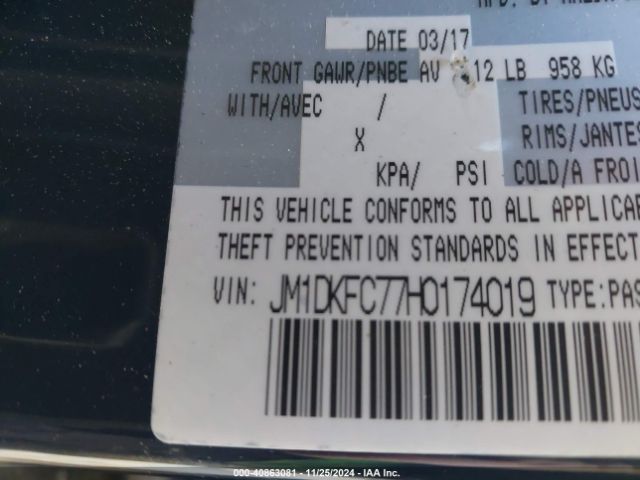 DATE 03/17
FRONT GAWR/PNBE AV 12 LB 958 KG
WITH/AVEC / TIRES/PNEUS
X RIMS/JANTES
KPA/ PSI COLD/A FROI
THIS VEHICLE CONFORMS TO ALL APPLICAB
THEFT PREVENTION STANDARDS IN EFFECT
VIN: JM1DKFC77H0174019 TYPE:PAS
000-40863081 - 11/25/2024 - IAA Inc.